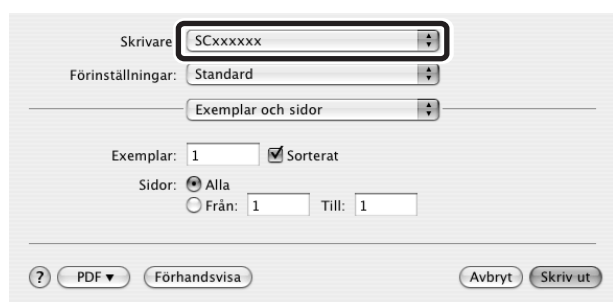 Skrivare: SCxxxxxx
Förinställningar: Standard
Exemplar och sidor
Exemplar: 1 Sorterat
Sidor: Alla
Från: 1 Till: 1
? PDF▼ Förhandsvisa Avbryt Skriv ut